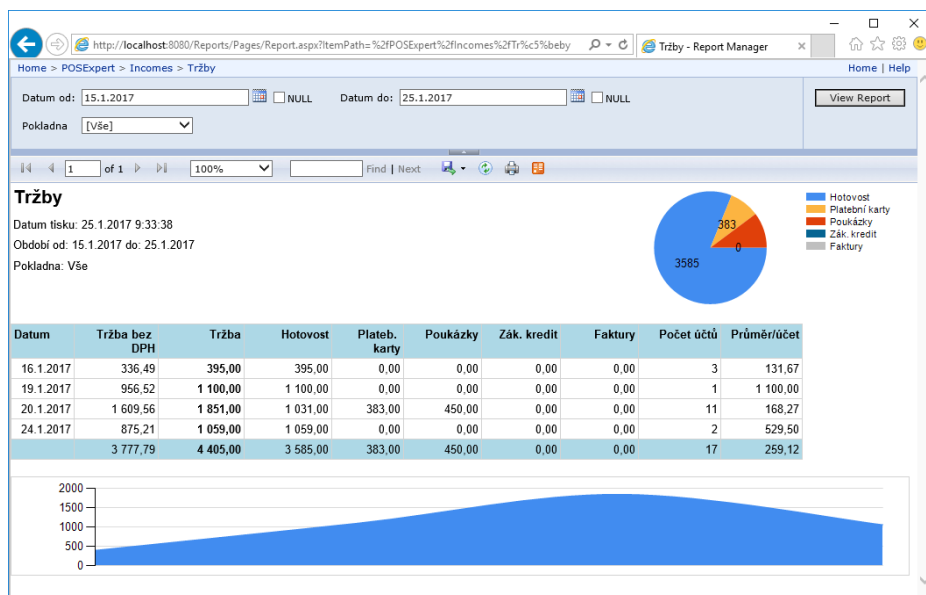 http://localhost:8080/Reports/Pages/Report.aspx?ItemPath=%2fPOSExpert%2fIncomes%2fTr%c5%beby
Tržby - Report Manager
Home > POSExpert > Incomes > Tržby
Home | Help
Datum od: 15.1.2017 NULL Datum do: 25.1.2017 NULL View Report
Pokladna [Vše]
1 of 1 100% Find | Next
Tržby
Datum tisku: 25.1.2017 9:33:38
Období od: 15.1.2017 do: 25.1.2017
Pokladna: Vše
383
0
3585
Hotovost
Platební karty
Poukázky
Zák. kredit
Faktury
Datum Tržba bez DPH Tržba Hotovost Plateb. karty Poukázky Zák. kredit Faktury Počet účtů Průměr/účet
16.1.2017 336,49 395,00 395,00 0,00 0,00 0,00 0,00 3 131,67
19.1.2017 956,52 1 100,00 1 100,00 0,00 0,00 0,00 0,00 1 1 100,00
20.1.2017 1 609,56 1 851,00 1 031,00 383,00 450,00 0,00 0,00 11 168,27
24.1.2017 875,21 1 059,00 1 059,00 0,00 0,00 0,00 0,00 2 529,50
3 777,79 4 405,00 3 585,00 383,00 450,00 0,00 0,00 17 259,12
2000
1500
1000
500
0